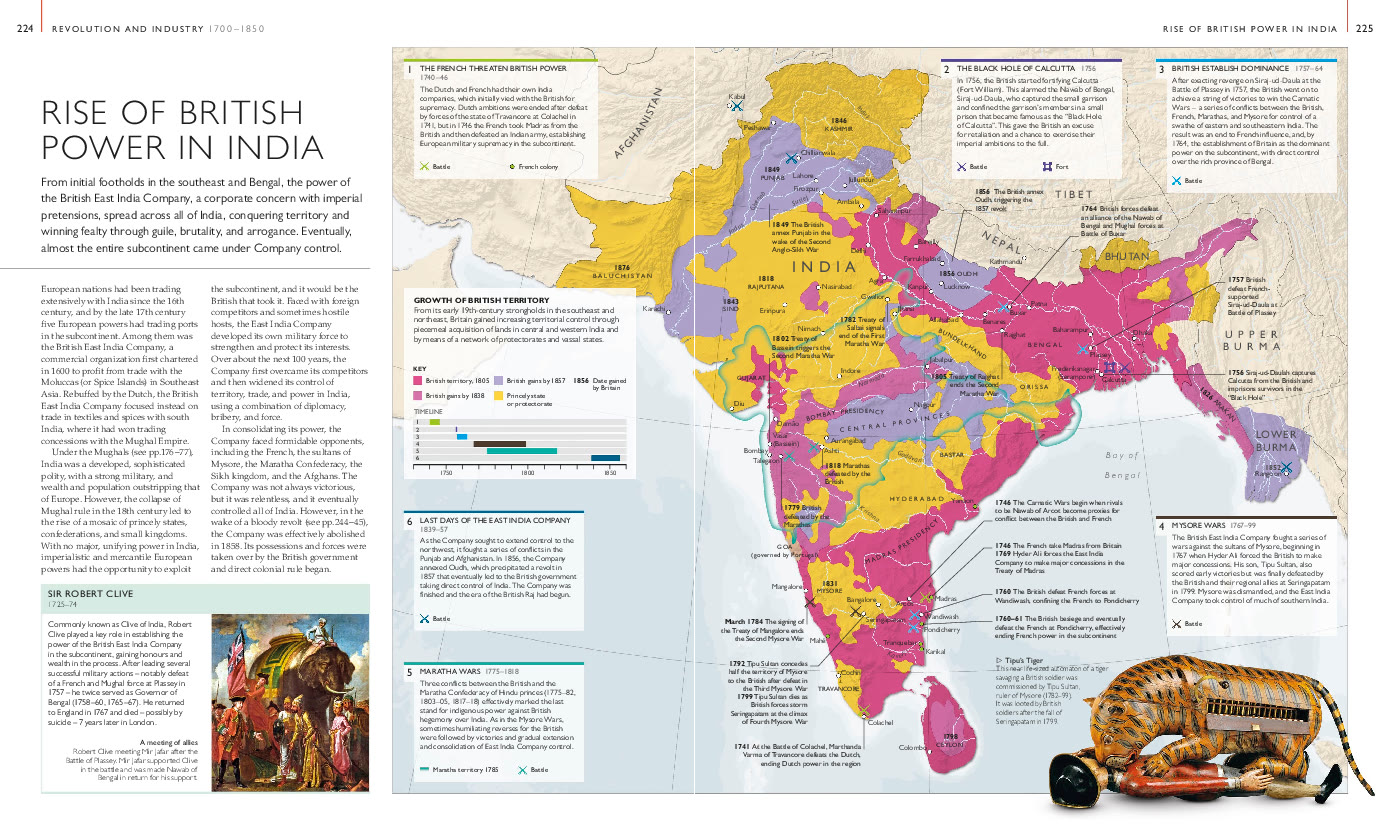 224 REVOLUTION AND INDUSTRY 1700–1850
RISE OF BRITISH POWER IN INDIA 225
RISE OF BRITISH
POWER IN INDIA
From initial footholds in the southeast and Bengal, the power of
the British East India Company, a corporate concern with imperial
pretensions, spread across all of India, conquering territory and
winning fealty through guile, brutality, and arrogance. Eventually,
almost the entire subcontinent came under Company control.
European nations had been trading
extensively with India since the 16th
century, and by the late 17th century
five European powers had trading ports
in the subcontinent. Among them was
the British East India Company, a
commercial organization first chartered
in 1600 to profit from trade with the
Moluccas (or Spice Islands) in Southeast
Asia. Rebuffed by the Dutch, the British
East India Company focused instead on
trade in textiles and spices with south
India, where it had won trading
concessions with the Mughal Empire.
Under the Mughals (see pp.176–77),
India was a developed, sophisticated
polity, with a strong military, and
wealth and population outstripping that
of Europe. However, the collapse of
Mughal rule in the 18th century led to
the rise of a mosaic of princely states,
confederations, and small kingdoms.
With no major, unifying power in India,
imperialistic and mercantile European
powers had the opportunity to exploit
the subcontinent, and it would be the
British that took it. Faced with foreign
competitors and sometimes hostile
hosts, the East India Company
developed its own military force to
strengthen and protect its interests.
Over about the next 100 years, the
Company first overcame its competitors
and then widened its control of
territory, trade, and power in India,
using a combination of diplomacy,
bribery, and force.
In consolidating its power, the
Company faced formidable opponents,
including the French, the sultans of
Mysore, the Maratha Confederacy, the
Sikh kingdom, and the Afghans. The
Company was not always victorious,
but it was relentless, and it eventually
controlled all of India. However, in the
wake of a bloody revolt (see pp.244–45),
the Company was effectively abolished
in 1858. Its possessions and forces were
taken over by the British government
and direct colonial rule began.
SIR ROBERT CLIVE
1725–74
Commonly known as Clive of India, Robert
Clive played a key role in establishing the
power of the British East India Company
in the subcontinent, gaining honours and
wealth in the process. After leading several
successful military actions – notably defeat
of a French and Mughal force at Plassey in
1757 – he twice served as Governor of
Bengal (1758–60, 1765–67). He returned
to England in 1767 and died – possibly by
suicide – 7 years later in London.
A meeting of allies
Robert Clive meeting Mir Jafar after the
Battle of Plassey. Mir Jafar supported Clive
in the battle and was made Nawab of
Bengal in return for his support.
1 THE FRENCH THREATEN BRITISH POWER
1740–46
The Dutch and French had their own India
companies, which initially vied with the British for
supremacy. Dutch ambitions were ended after defeat
by forces of the state of Travancore at Colachel in
1741, but in 1746 the French took Madras from the
British and then defeated an Indian army, establishing
European military supremacy in the subcontinent.
Battle
French colony
2 THE BLACK HOLE OF CALCUTTA 1756
In 1756, the British started fortifying Calcutta
(Fort William). This alarmed the Nawab of Bengal,
Siraj-ud-Daula, who captured the small garrison
and confined the garrison's members in a small
prison that became famous as the "Black Hole
of Calcutta". This gave the British an excuse
for retaliation and a chance to exercise their
imperial ambitions to the full.
Battle
Fort
3 BRITISH ESTABLISH DOMINANCE 1757–64
After exacting revenge on Siraj-ud-Daula at the
Battle of Plassey in 1757, the British went on to
achieve a string of victories to win the Carnatic
Wars – a series of conflicts between the British,
French, Marathas, and Mysore for control of a
swathe of eastern and southeastern India. The
result was an end to French influence, and, by
1764, the establishment of Britain as the dominant
power on the subcontinent, with direct control
over the rich province of Bengal.
Battle
GROWTH OF BRITISH TERRITORY
From its early 19th-century strongholds in the southeast and
northeast, Britain gained increasing territorial control through
piecemeal acquisition of lands in central and western India and
by means of a network of protectorates and vassal states.
KEY
British territory, 1805
British gains by 1857
1856 Date gained
by Britain
British gains by 1838
Princely state
or protectorate
TIMELINE
1
2
3
4
5
6
1750 1800 1850
6 LAST DAYS OF THE EAST INDIA COMPANY
1839–57
As the Company sought to extend control to the
northwest, it fought a series of conflicts in the
Punjab and Afghanistan. In 1856, the Company
annexed Oudh, which precipitated a revolt in
1857 that eventually led to the British government
taking direct control of India. The Company was
finished and the era of the British Raj had begun.
Battle
5 MARATHA WARS 1775–1818
Three conflicts between the British and the
Maratha Confederacy of Hindu princes (1775–82,
1803–05, 1817–18) effectively marked the last
stand for indigenous power against British
hegemony over India. As in the Mysore Wars,
sometimes humiliating reverses for the British
were followed by victories and gradual extension
and consolidation of East India Company control.
Maratha territory 1785
Battle
4 MYSORE WARS 1767–99
The British East India Company fought a series of
wars against the sultans of Mysore, beginning in
1767 when Hyder Ali forced the British to make
major concessions. His son, Tipu Sultan, also
scored early victories but was finally defeated by
the British and their regional allies at Seringapatam
in 1799. Mysore was dismantled, and the East India
Company took control of much of southern India.
Battle
AFGHANISTAN
Kabul
Peshawar
1846
KASHMIR
Chillianwala
1849
PUNJAB
Lahore
Firozpur
Jullundur
Ambala
Saharanpur
1849 The British
annex Punjab in the
wake of the Second
Anglo-Sikh War
1856 The British annex
Oudh, triggering the
1857 revolt
TIBET
1764 British forces defeat
an alliance of the Nawab of
Bengal and Mughal forces at
Battle of Buxar
NEPAL
Kathmandu
BHUTAN
1757 British
defeat French-
supported
Siraj-ud-Daula at
Battle of Plassey
UPPER
BURMA
1756 Siraj-ud-Daulah captures
Calcutta from the British and
imprisons survivors in the
"Black Hole"
1876
BALUCHISTAN
INDIA
1818
RAJPUTANA
Delhi
Bareilly
Farrukhabad
1856 OUDH
Lucknow
Kanpur
Agra
Gwalior
Jhansi
Nasirabad
Erinpura
1843
SIND
Karachi
Nimach
1782 Treaty of
Salbai signals
end of the First
Maratha War
1802 Treaty of
Bassein triggers the
Second Maratha War
Allahabad
Benares
Buxar
Patna
BUNDELKHAND
BENGAL
Baharampur
Plassey
Dhaka
Frederiknagar
(Serampore)
Calcutta
Jabalpur
1805 Treaty of Rajghat
ends the Second
Maratha War
ORISSA
GUJARAT
Indore
Diu
BOMBAY PRESIDENCY
Nagpur
CENTRAL PROVINCES
Daman
Vasai
(Bassein)
Bombay
Talegaon
Aurangabad
Ashti
BASTAR
1818 Marathas
defeated by the
British
HYDERABAD
1779 British
defeated by the
Marathas
Yanaon
GOA
(governed by Portugal)
MADRAS PRESIDENCY
Bay of
Bengal
1826 ARAKAN
LOWER
BURMA
1852
Rangoon
1746 The Carnatic Wars begin when rivals
to be Nawab of Arcot become proxies for
conflict between the British and French
1746 The French take Madras from Britain
1769 Hyder Ali forces the East India
Company to make major concessions in the
Treaty of Madras
1760 The British defeat French forces at
Wandiwash, confining the French to Pondicherry
1760–61 The British besiege and eventually
defeat the French at Pondicherry, effectively
ending French power in the subcontinent
Mangalore
1831
MYSORE
Bangalore
Arcot
Madras
Wandiwash
Seringapatam
Pondicherry
Mahé
Tranquebar
Karikal
March 1784 The signing of
the Treaty of Mangalore ends
the Second Mysore War
1792 Tipu Sultan concedes
half the territory of Mysore
to the British after defeat in
the Third Mysore War
1799 Tipu Sultan dies as
British forces storm
Seringapatam at the climax
of Fourth Mysore War
Cochin
TRAVANCORE
Colachel
1741 At the Battle of Colachel, Marthanda
Varma of Travancore defeats the Dutch,
ending Dutch power in the region
1798
CEYLON
Colombo
▷ Tipu's Tiger
This near life-sized automaton of a tiger
savaging a British soldier was
commissioned by Tipu Sultan,
ruler of Mysore (1782–99).
It was looted by British
soldiers after the fall of
Seringapatam in 1799.